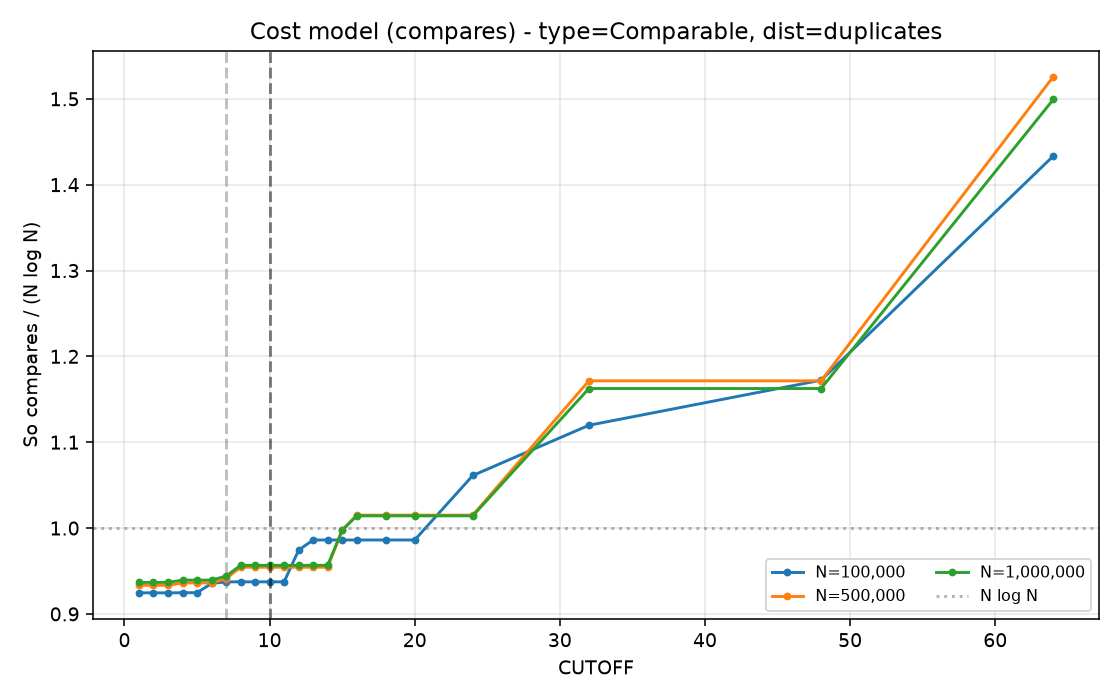 Cost model (compares) - type=Comparable, dist=duplicates
So compares / (N log N)
1.5
1.4
1.3
1.2
1.1
1.0
0.9
0 10 20 30 40 50 60
CUTOFF
N=100,000
N=500,000
N=1,000,000
N log N